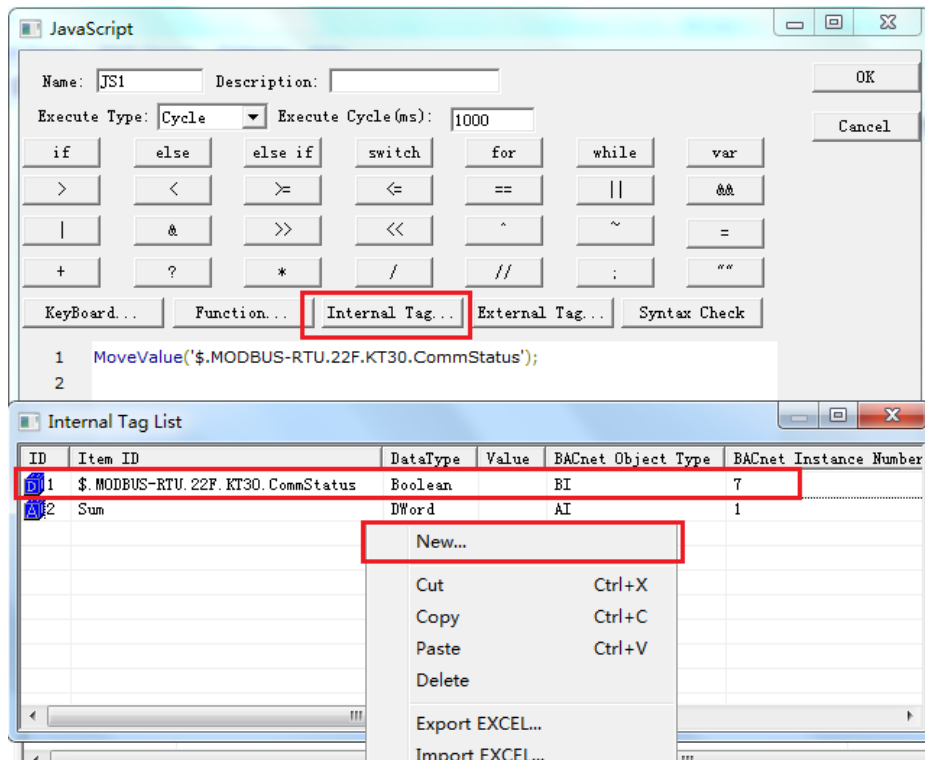 JavaScript
Name: JS1 Description:
OK
Execute Type: Cycle Execute Cycle(ms): 1000
Cancel
if else else if switch for while var
> < >= <= == || &&
| & >> << ^ ~ =
+ ? * / // ; ""
KeyBoard... Function... Internal Tag... External Tag... Syntax Check
1 MoveValue('$.MODBUS-RTU.22F.KT30.CommStatus');
2
Internal Tag List
ID Item ID DataType Value BACnet Object Type BACnet Instance Number
D 1 $.MODBUS-RTU.22F.KT30.CommStatus Boolean BI 7
A 2 Sum DWord AI 1
New...
Cut Ctrl+X
Copy Ctrl+C
Paste Ctrl+V
Delete
Export EXCEL...
Import EXCEL...